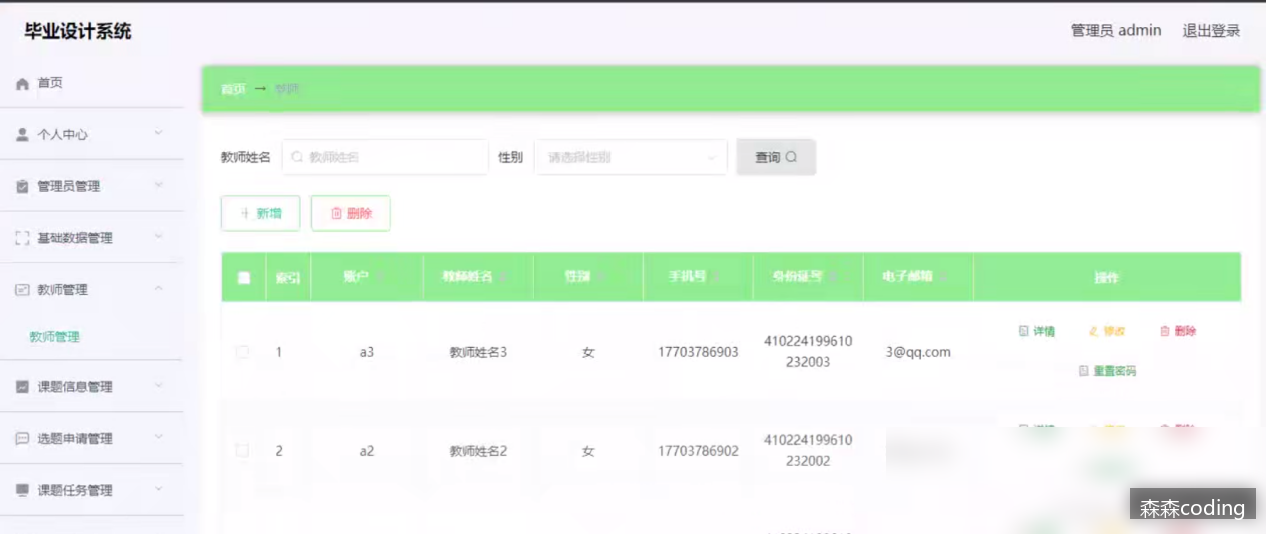 毕业设计系统
管理员 admin 退出登录
首页
首页 → 
个人中心
管理员管理
基础数据管理
教师管理
教师管理
课题信息管理
选题申请管理
课题任务管理
教师姓名 教师姓名 性别 请选择性别 查询
新增 删除
索引 账户 教师姓名 性别 手机号 身份证号 电子邮箱 操作
1 a3 教师姓名3 女 17703786903 410224199610 3@qq.com 详情 修改 删除
232003 重置密码
2 a2 教师姓名2 女 17703786902 410224199610
232002
森森coding